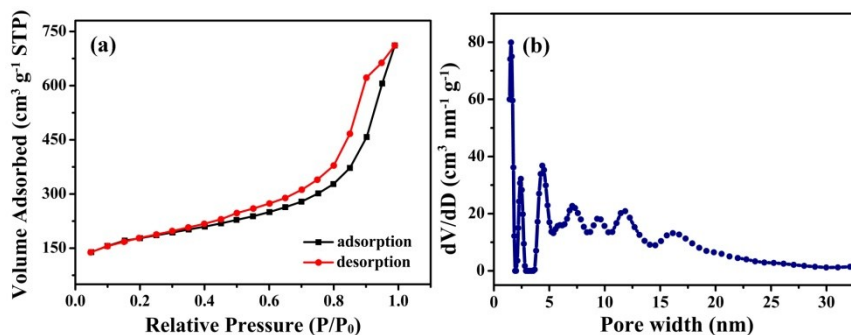 (a)
Volume Adsorbed (cm³ g⁻¹ STP)
750
600
450
300
150
0.0 0.2 0.4 0.6 0.8 1.0
adsorption
desorption
Relative Pressure (P/P₀)
(b)
dV/dD (cm³ nm⁻¹ g⁻¹)
80
60
40
20
0
0 5 10 15 20 25 30
Pore width (nm)